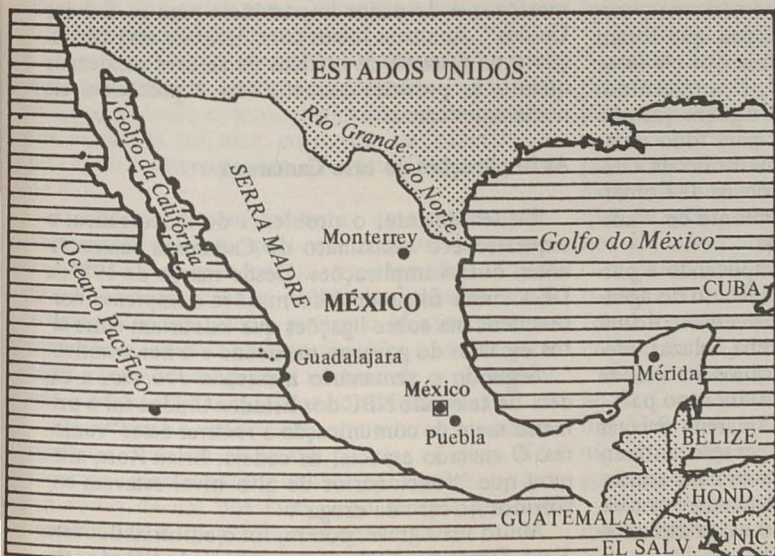 ESTADOS UNIDOS
Rio Grande do Norte
Golfo da Califórnia
SERRA MADRE
Monterrey
Golfo do México
Oceano Pacífico
MÉXICO
CUBA
Guadalajara
Mérida
México
Puebla
BELIZE
HOND.
GUATEMALA
EL SALV.
NIC.